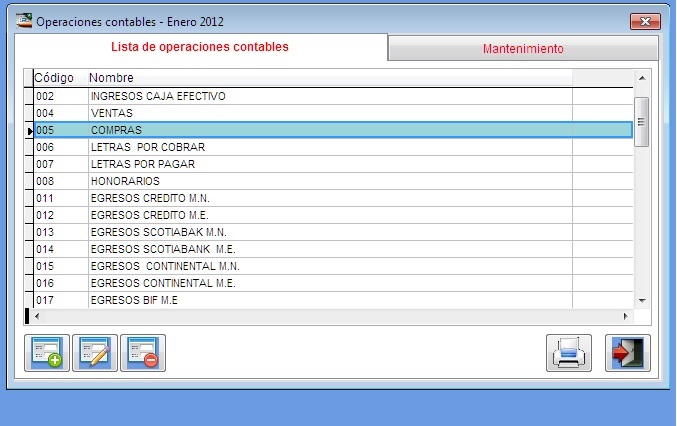 Operaciones contables - Enero 2012
Lista de operaciones contables
Mantenimiento
Código Nombre
002 INGRESOS CAJA EFECTIVO
004 VENTAS
005 COMPRAS
006 LETRAS  POR COBRAR
007 LETRAS POR PAGAR
008 HONORARIOS
011 EGRESOS CREDITO M.N.
012 EGRESOS CREDITO M.E.
013 EGRESOS SCOTIABAK M.N.
014 EGRESOS SCOTIABANK  M.E.
015 EGRESOS  CONTINENTAL M.N.
016 EGRESOS CONTINENTAL M.E.
017 EGRESOS BIF M.E